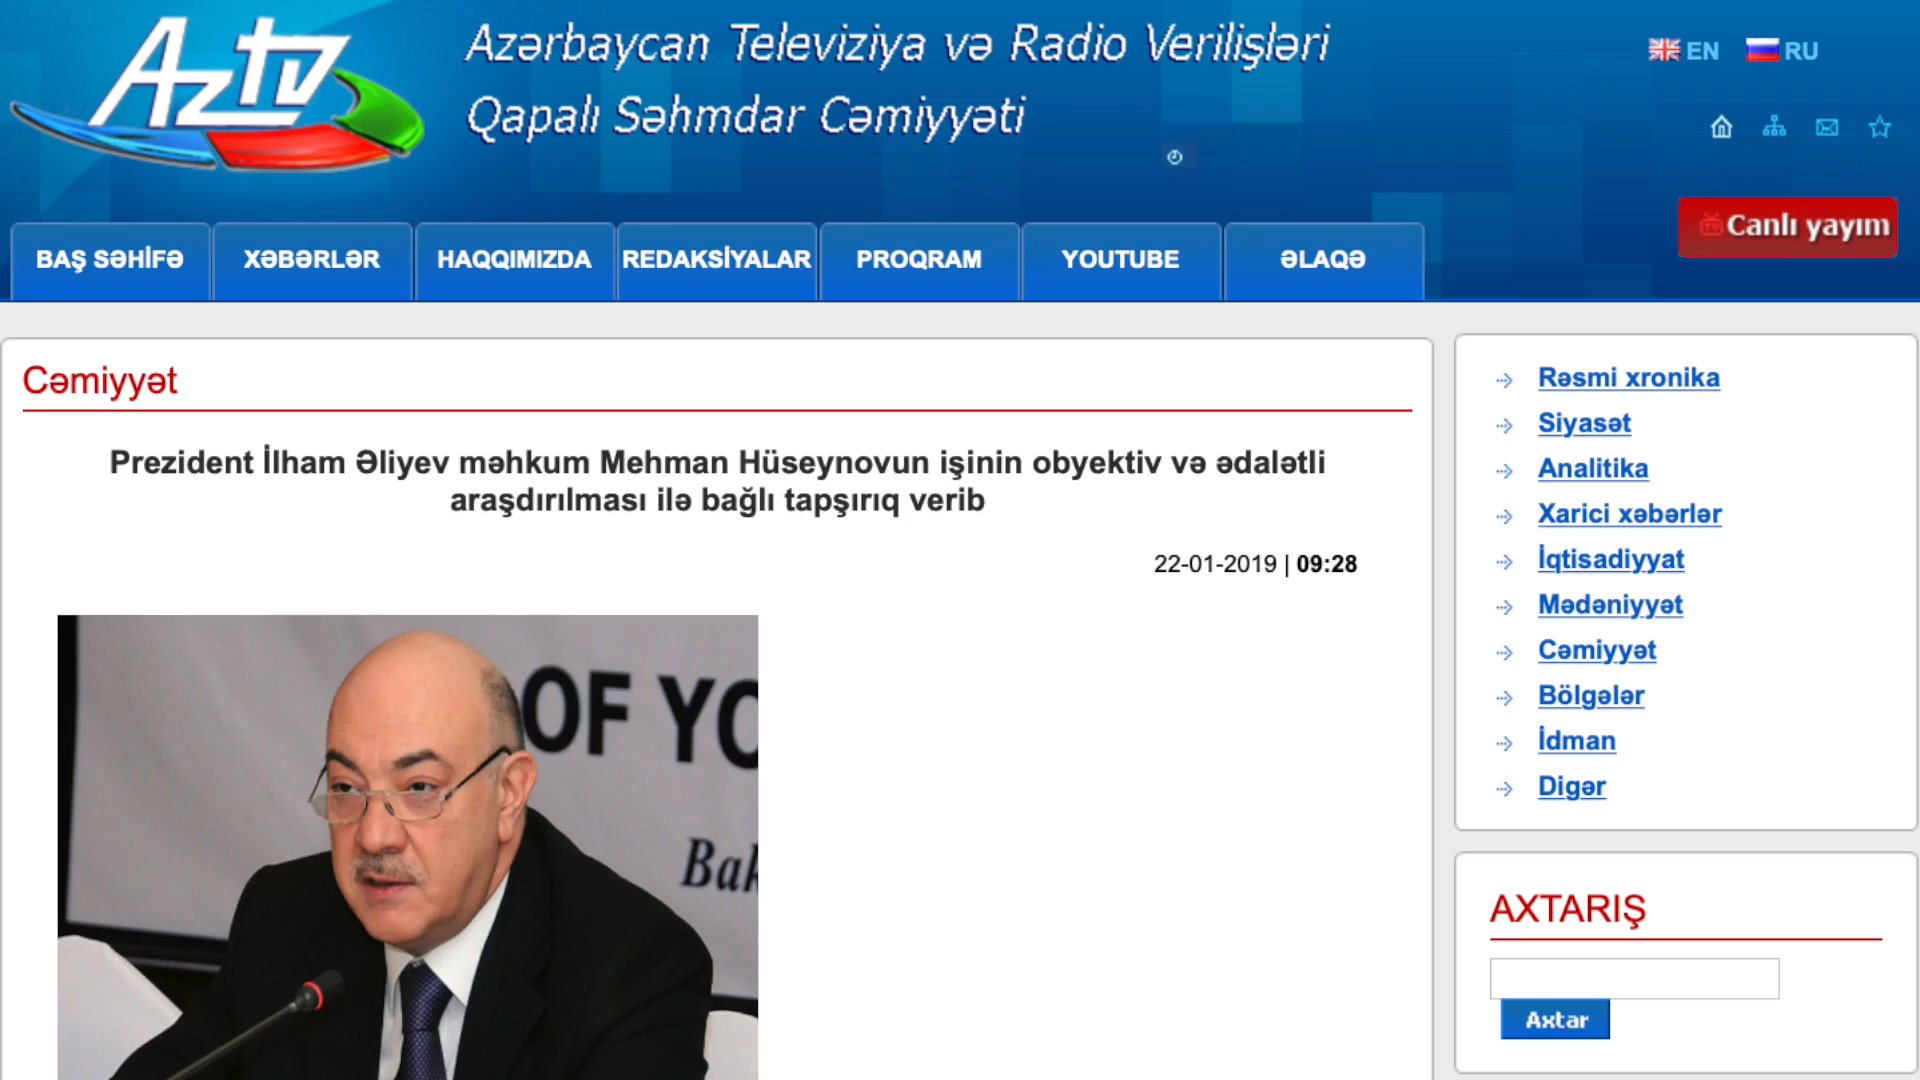 Aztv
Azərbaycan Televiziya və Radio Verilişləri
Qapalı Səhmdar Cəmiyyəti
EN RU
Canlı yayım
BAŞ SƏHİFƏ XƏBƏRLƏR HAQQIMIZDA REDAKSİYALAR PROQRAM YOUTUBE ƏLAQƏ
Cəmiyyət
Prezident İlham Əliyev məhkum Mehman Hüseynovun işinin obyektiv və ədalətli
araşdırılması ilə bağlı tapşırıq verib
22-01-2019 | 09:28
OF YO
Bak
Rəsmi xronika
Siyasət
Analitika
Xarici xəbərlər
İqtisadiyyat
Mədəniyyət
Cəmiyyət
Bölgələr
İdman
Digər
AXTARIŞ
Axtar